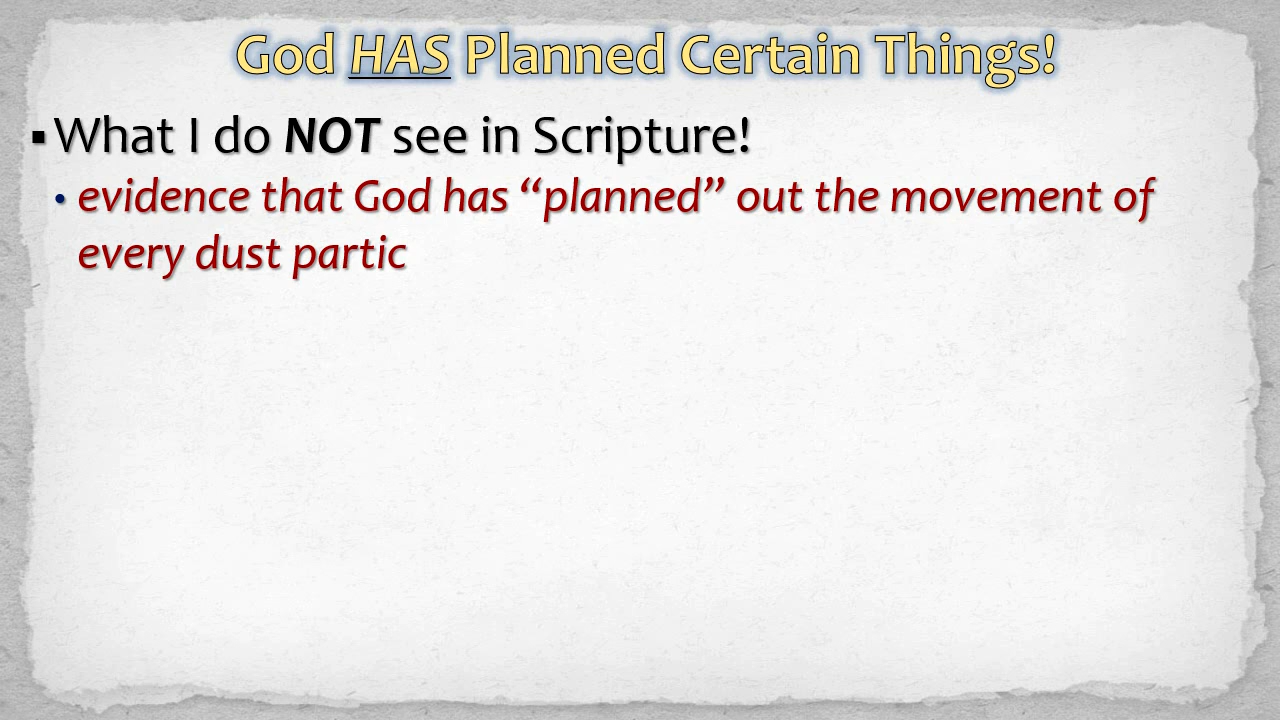 God HAS Planned Certain Things!
What I do NOT see in Scripture!
evidence that God has “planned” out the movement of
every dust partic